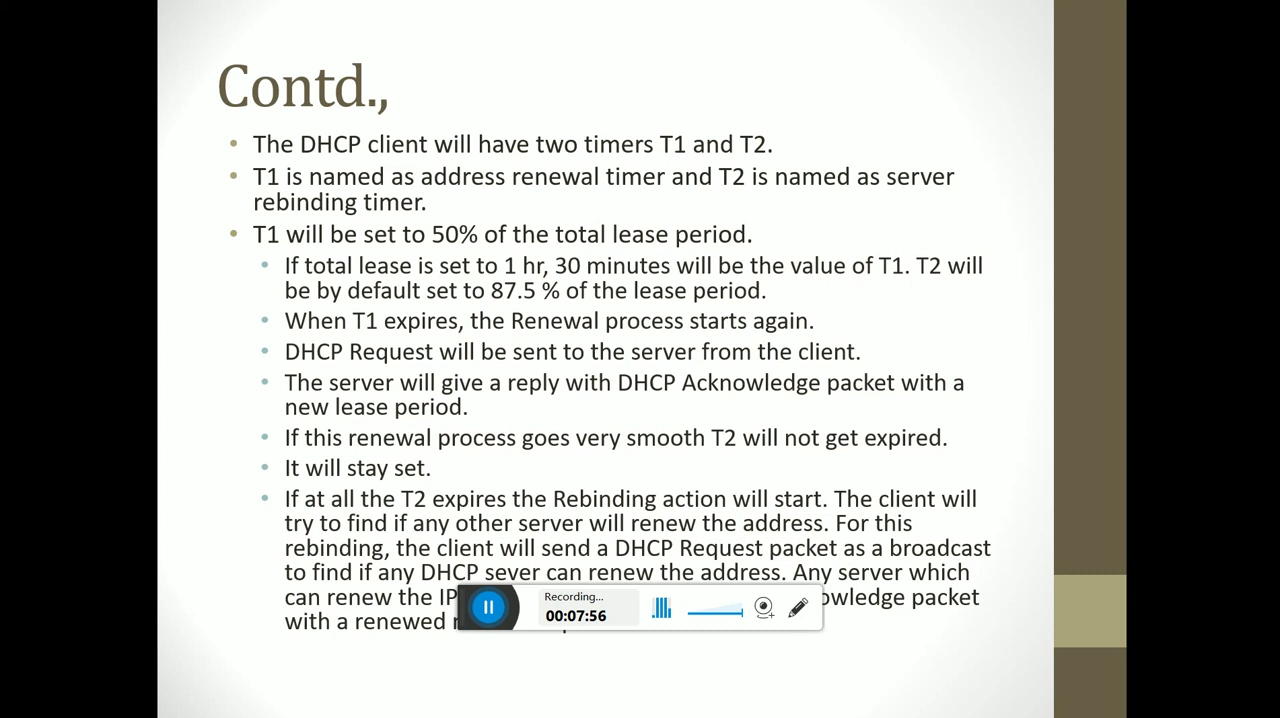 Contd.,
• The DHCP client will have two timers T1 and T2.
• T1 is named as address renewal timer and T2 is named as server
rebinding timer.
• T1 will be set to 50% of the total lease period.
• If total lease is set to 1 hr, 30 minutes will be the value of T1. T2 will
be by default set to 87.5 % of the lease period.
• When T1 expires, the Renewal process starts again.
• DHCP Request will be sent to the server from the client.
• The server will give a reply with DHCP Acknowledge packet with a
new lease period.
• If this renewal process goes very smooth T2 will not get expired.
• It will stay set.
• If at all the T2 expires the Rebinding action will start. The client will
try to find if any other server will renew the address. For this
rebinding, the client will send a DHCP Request packet as a broadcast
to find if any DHCP sever can renew the address. Any server which
can renew the IP packet
with a renewed
Recording...
00:07:56